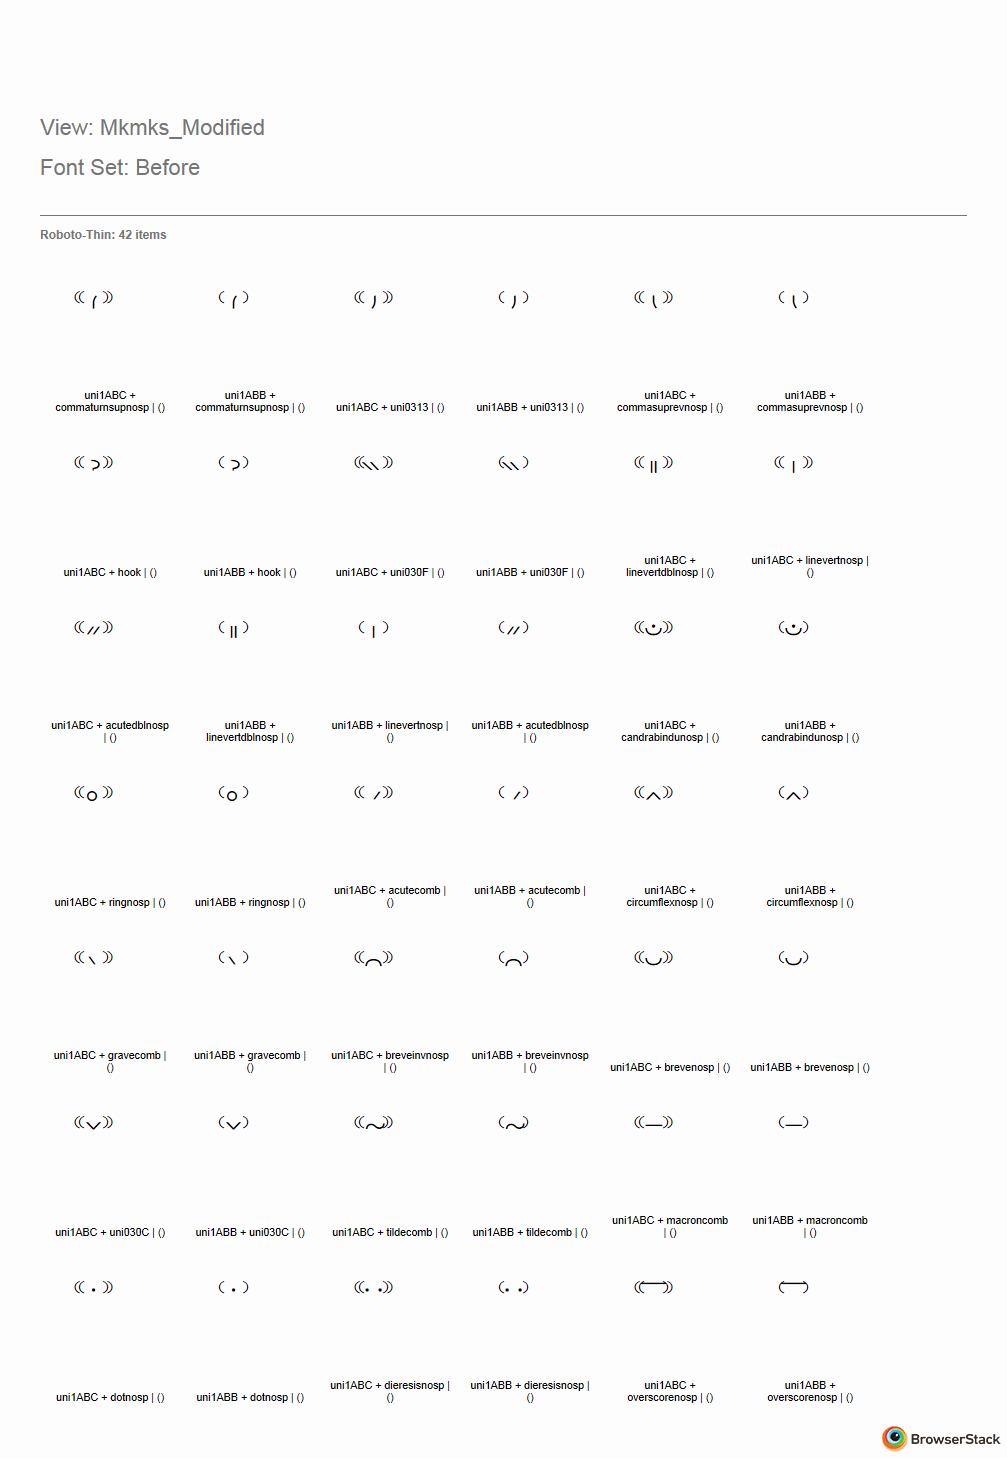 View: Mkmks_Modified
Font Set: Before
Roboto-Thin: 42 items
uni1ABC +
commaturnsupnosp | ()
uni1ABB +
commaturnsupnosp | ()
uni1ABC + uni0313 | ()
uni1ABB + uni0313 | ()
uni1ABC +
commasuprevnosp | ()
uni1ABB +
commasuprevnosp | ()
uni1ABC + hook | ()
uni1ABB + hook | ()
uni1ABC + uni030F | ()
uni1ABB + uni030F | ()
uni1ABC +
linevertdblnosp | ()
uni1ABC + linevertnosp |
()
uni1ABC + acutedblnosp
| ()
uni1ABB +
linevertdblnosp | ()
uni1ABB + linevertnosp |
()
uni1ABB + acutedblnosp
| ()
uni1ABC +
candrabindunosp | ()
uni1ABB +
candrabindunosp | ()
uni1ABC + ringnosp | ()
uni1ABB + ringnosp | ()
uni1ABC + acutecomb |
()
uni1ABB + acutecomb |
()
uni1ABC +
circumflexnosp | ()
uni1ABB +
circumflexnosp | ()
uni1ABC + gravecomb |
()
uni1ABB + gravecomb |
()
uni1ABC + breveinvnosp
| ()
uni1ABB + breveinvnosp
| ()
uni1ABC + brevenosp | ()
uni1ABB + brevenosp | ()
uni1ABC + uni030C | ()
uni1ABB + uni030C | ()
uni1ABC + tildecomb | ()
uni1ABB + tildecomb | ()
uni1ABC + macroncomb
| ()
uni1ABB + macroncomb
| ()
uni1ABC + dotnosp | ()
uni1ABB + dotnosp | ()
uni1ABC + dieresisnosp |
()
uni1ABB + dieresisnosp |
()
uni1ABC +
overscorenosp | ()
uni1ABB +
overscorenosp | ()
BrowserStack